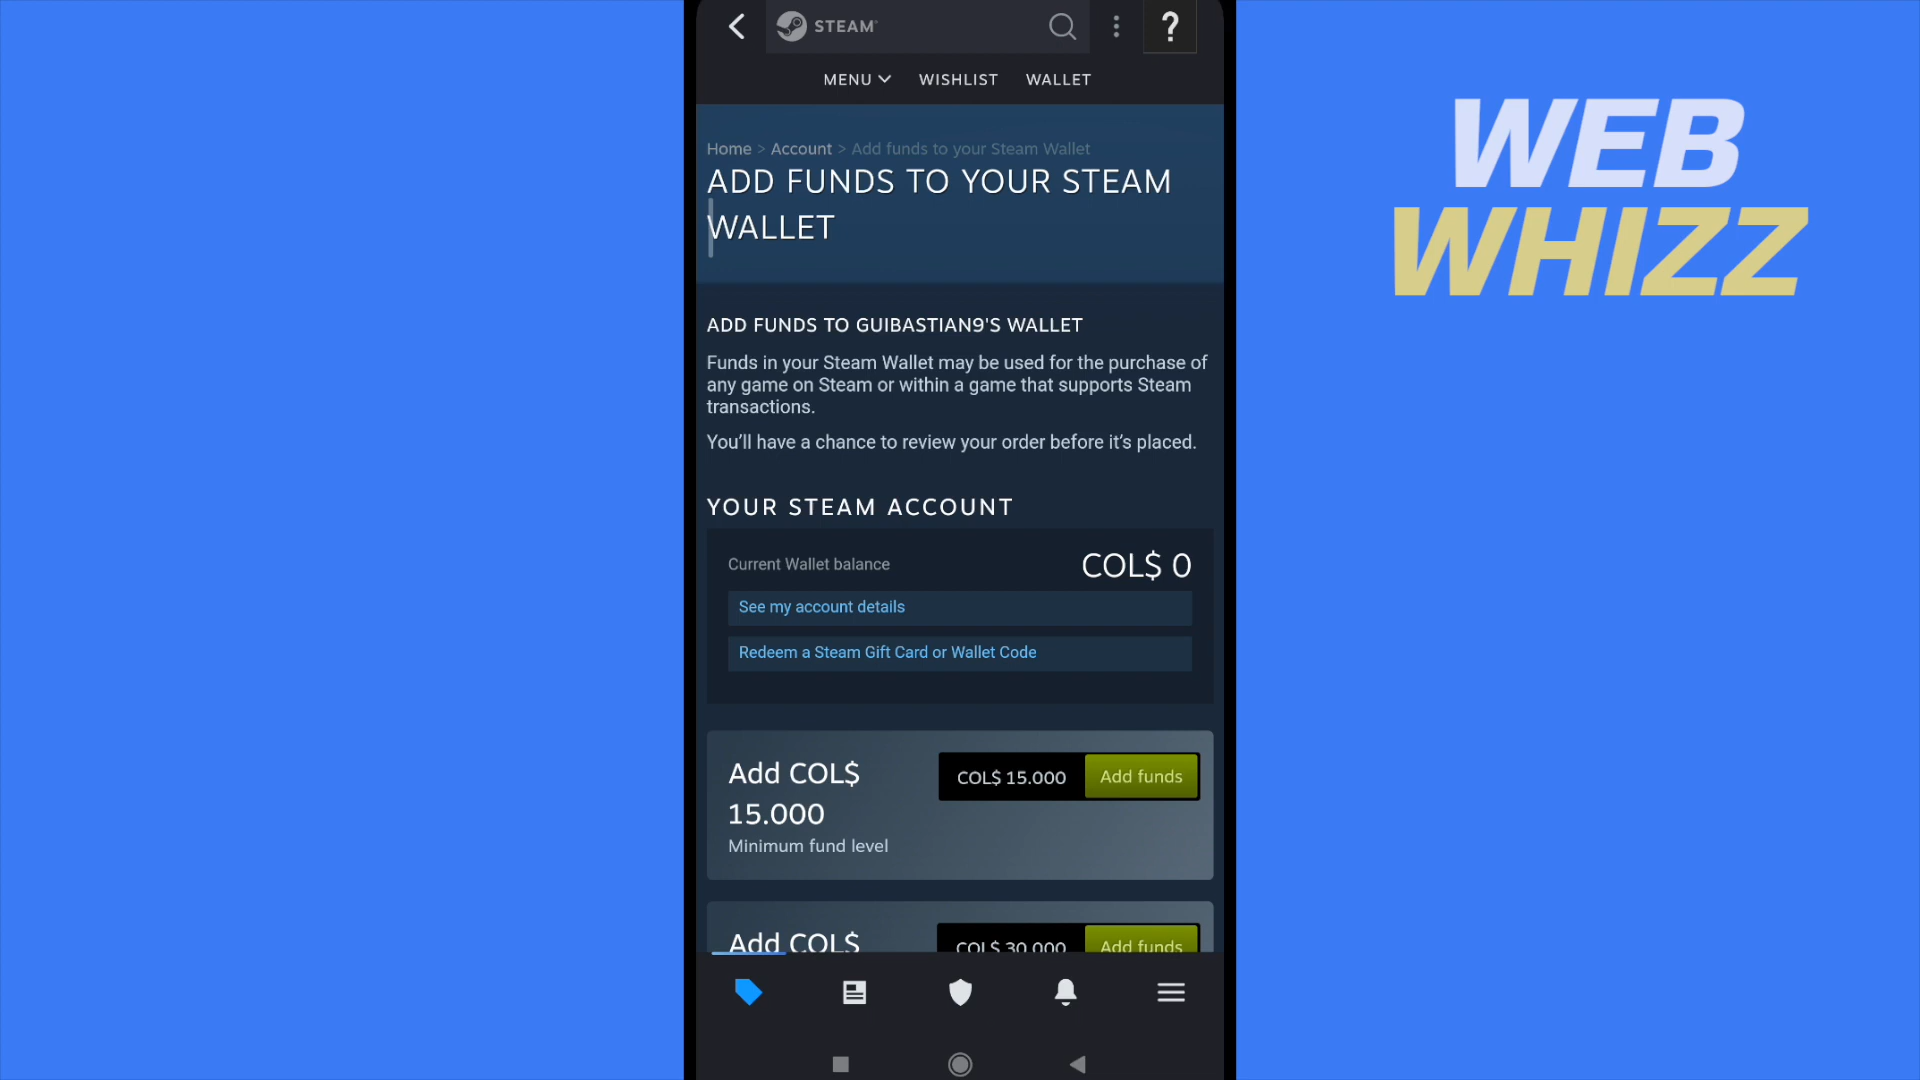 STEAM
?
MENU WISHLIST WALLET
WEB
WHIZZ
Home > Account > Add funds to your Steam Wallet
ADD FUNDS TO YOUR STEAM
WALLET
ADD FUNDS TO GUIBASTIAN9'S WALLET
Funds in your Steam Wallet may be used for the purchase of
any game on Steam or within a game that supports Steam
transactions.
You’ll have a chance to review your order before it’s placed.
YOUR STEAM ACCOUNT
Current Wallet balance COL$ 0
See my account details
Redeem a Steam Gift Card or Wallet Code
Add COL$
15.000
COL$ 15.000 Add funds
Minimum fund level
Add COL$
COL$ 30.000 Add funds